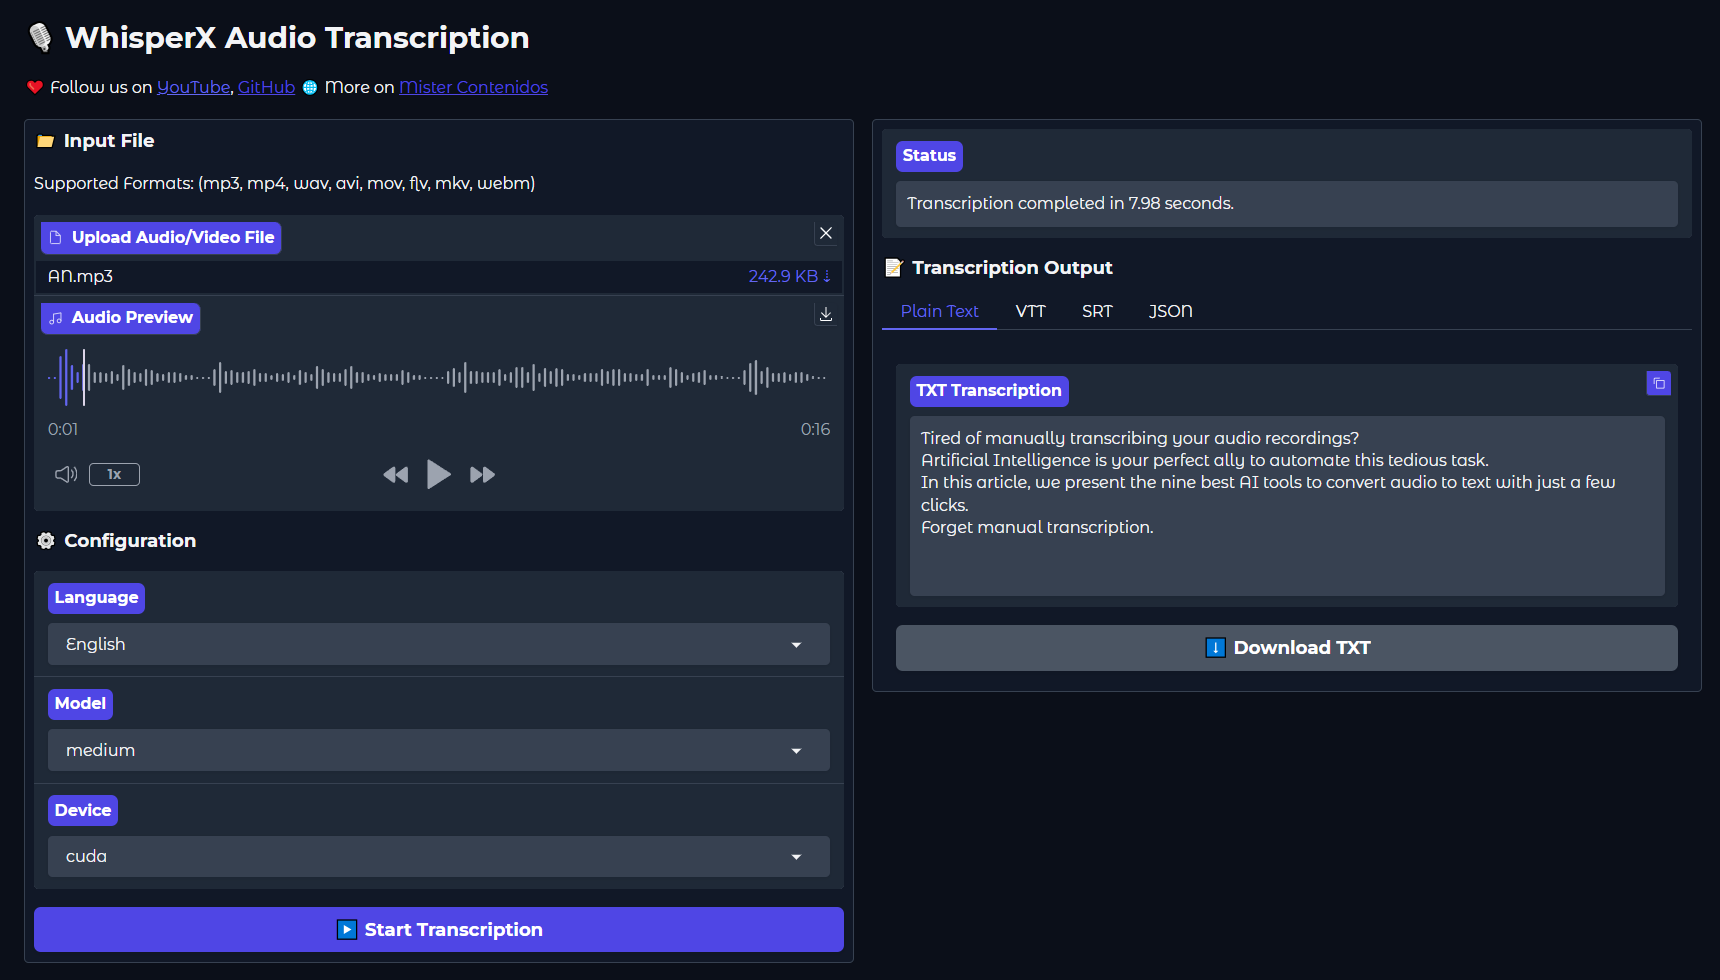 WhisperX Audio Transcription
Follow us on YouTube, GitHub More on Mister Contenidos
Input File
Supported Formats: (mp3, mp4, wav, avi, mov, flv, mkv, webm)
Upload Audio/Video File
AN.mp3 242.9 KB ↓
Audio Preview
0:01 0:16
1x
Configuration
Language
English
Model
medium
Device
cuda
Start Transcription
Status
Transcription completed in 7.98 seconds.
Transcription Output
Plain Text VTT SRT JSON
TXT Transcription
Tired of manually transcribing your audio recordings?
Artificial Intelligence is your perfect ally to automate this tedious task.
In this article, we present the nine best AI tools to convert audio to text with just a few
clicks.
Forget manual transcription.
Download TXT